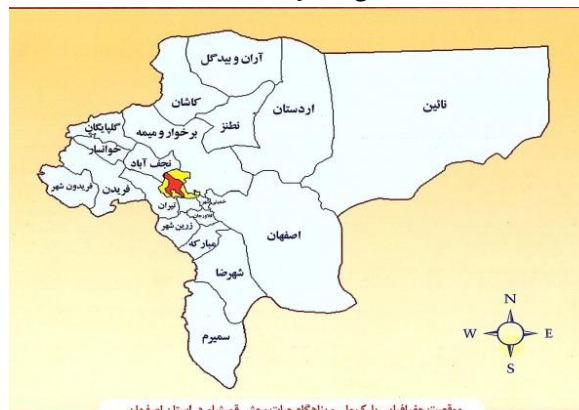 آران و بیدگل
کاشان
نطنز
اردستان
نائین
گلپایگان
برخوار و میمه
خوانسار
نجف آباد
فریدون شهر
فریدن
تیران
زرین شهر
مبارکه
اصفهان
شهرضا
سمیرم
N
W
E
S